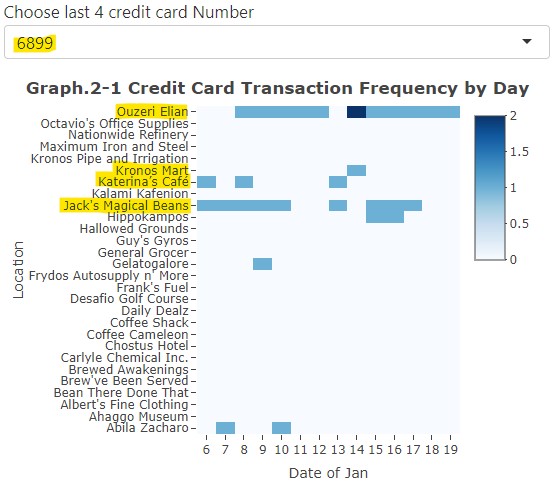 Choose last 4 credit card Number
6899
Graph.2-1 Credit Card Transaction Frequency by Day
Ouzeri Elian
Octavio's Office Supplies
Nationwide Refinery
Maximum Iron and Steel
Kronos Pipe and Irrigation
Kronos Mart
Katerina's Café
Kalami Kafenion
Jack's Magical Beans
Hippokampos
Hallowed Grounds
Guy's Gyros
General Grocer
Gelatogalore
Frydos Autosupply n' More
Frank's Fuel
Desafio Golf Course
Daily Dealz
Coffee Shack
Coffee Cameleon
Chostus Hotel
Carlyle Chemical Inc.
Brewed Awakenings
Brew've Been Served
Bean There Done That
Albert's Fine Clothing
Ahaggo Museum
Abila Zacharo
Location
6 7 8 9 10 11 12 13 14 15 16 17 18 19
Date of Jan
2
1.5
1
0.5
0